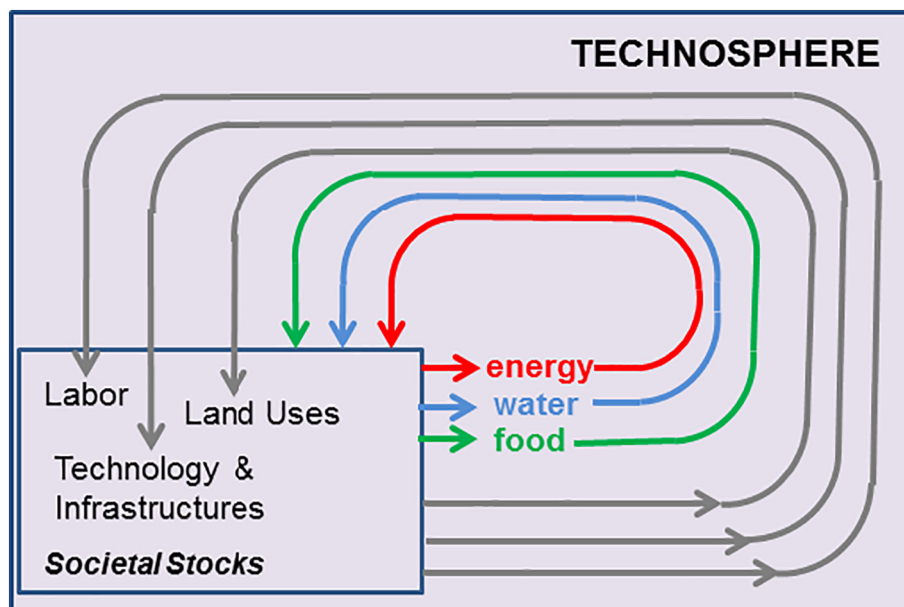 TECHNOSPHERE
energy
Labor
Land Uses
water
food
Technology &
Infrastructures
Societal Stocks